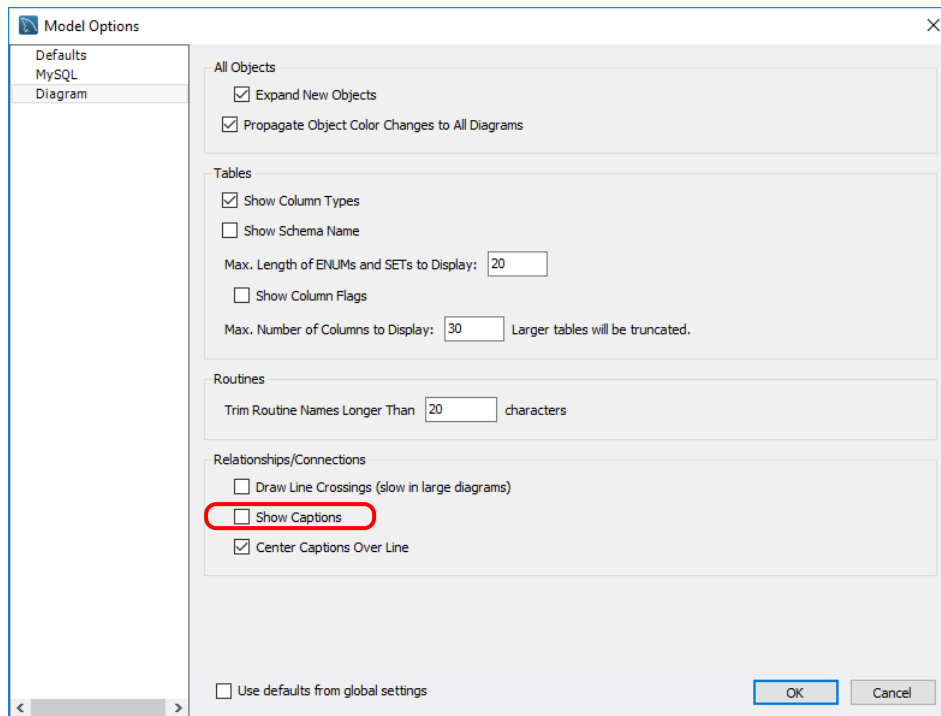 Model Options
Defaults
MySQL
Diagram
All Objects
Expand New Objects
Propagate Object Color Changes to All Diagrams
Tables
Show Column Types
Show Schema Name
Max. Length of ENUMs and SETs to Display: 20
Show Column Flags
Max. Number of Columns to Display: 30 Larger tables will be truncated.
Routines
Trim Routine Names Longer Than 20 characters
Relationships/Connections
Draw Line Crossings (slow in large diagrams)
Show Captions
Center Captions Over Line
Use defaults from global settings
OK Cancel